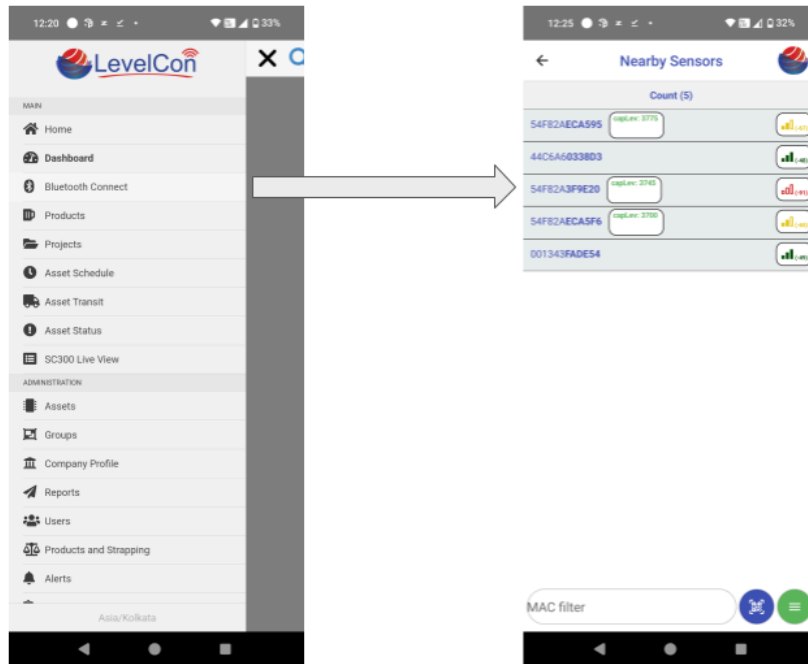 12:20
33%
LevelCon
MAIN
Home
Dashboard
Bluetooth Connect
Products
Projects
Asset Schedule
Asset Transit
Asset Status
SC300 Live View
ADMINISTRATION
Assets
Groups
Company Profile
Reports
Users
Products and Strapping
Alerts
Asia/Kolkata
12:25
32%
Nearby Sensors
Count (5)
54F82AECA595 capLev: 3775
44C6A60338D3
54F82A3F9E20 capLev: 3745 (-91)
54F82AECA5F6 capLev: 3700
001343FADE54
MAC filter